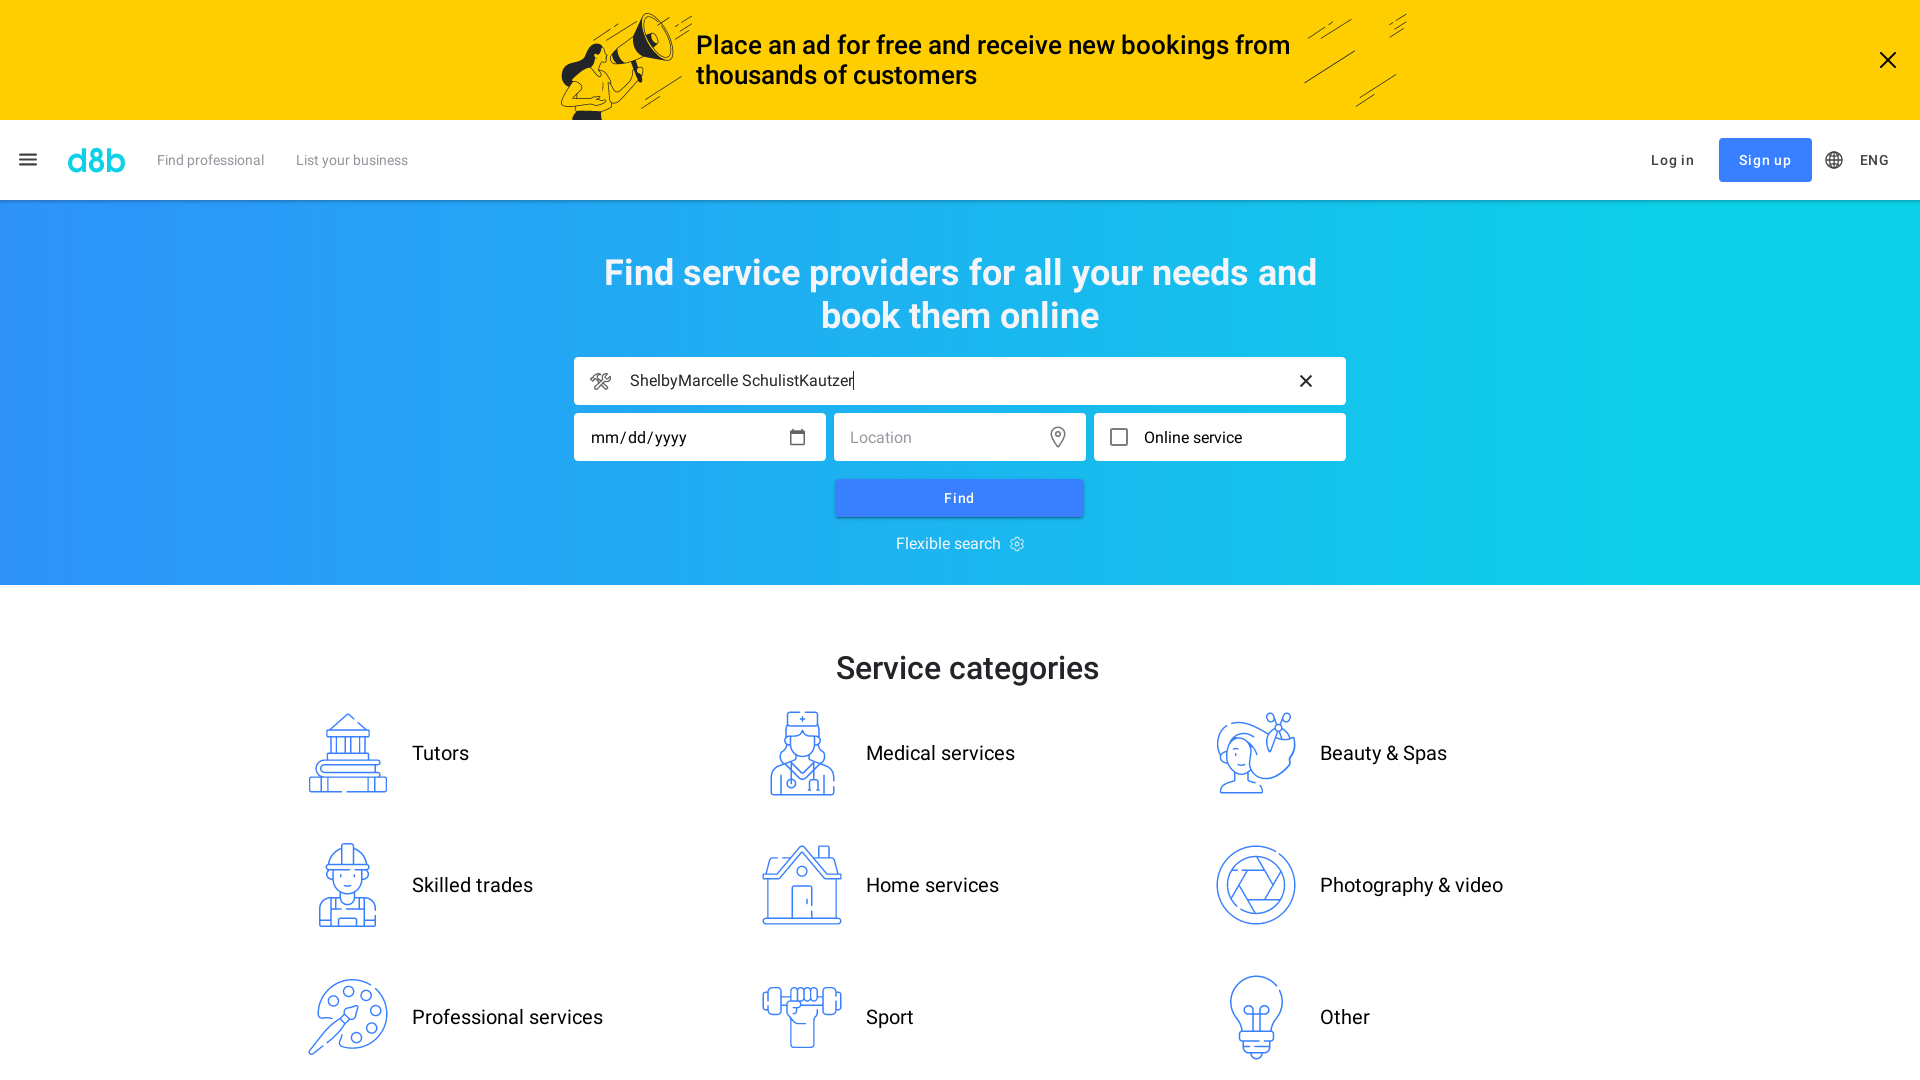 Place an ad for free and receive new bookings from
thousands of customers
d8b
Find professional
List your business
Log in
Sign up
ENG
Find service providers for all your needs and
book them online
ShelbyMarcelle SchulistKautzer
mm/dd/yyyy
Location
Online service
Find
Flexible search
Service categories
Tutors
Medical services
Beauty & Spas
Skilled trades
Home services
Photography & video
Professional services
Sport
Other